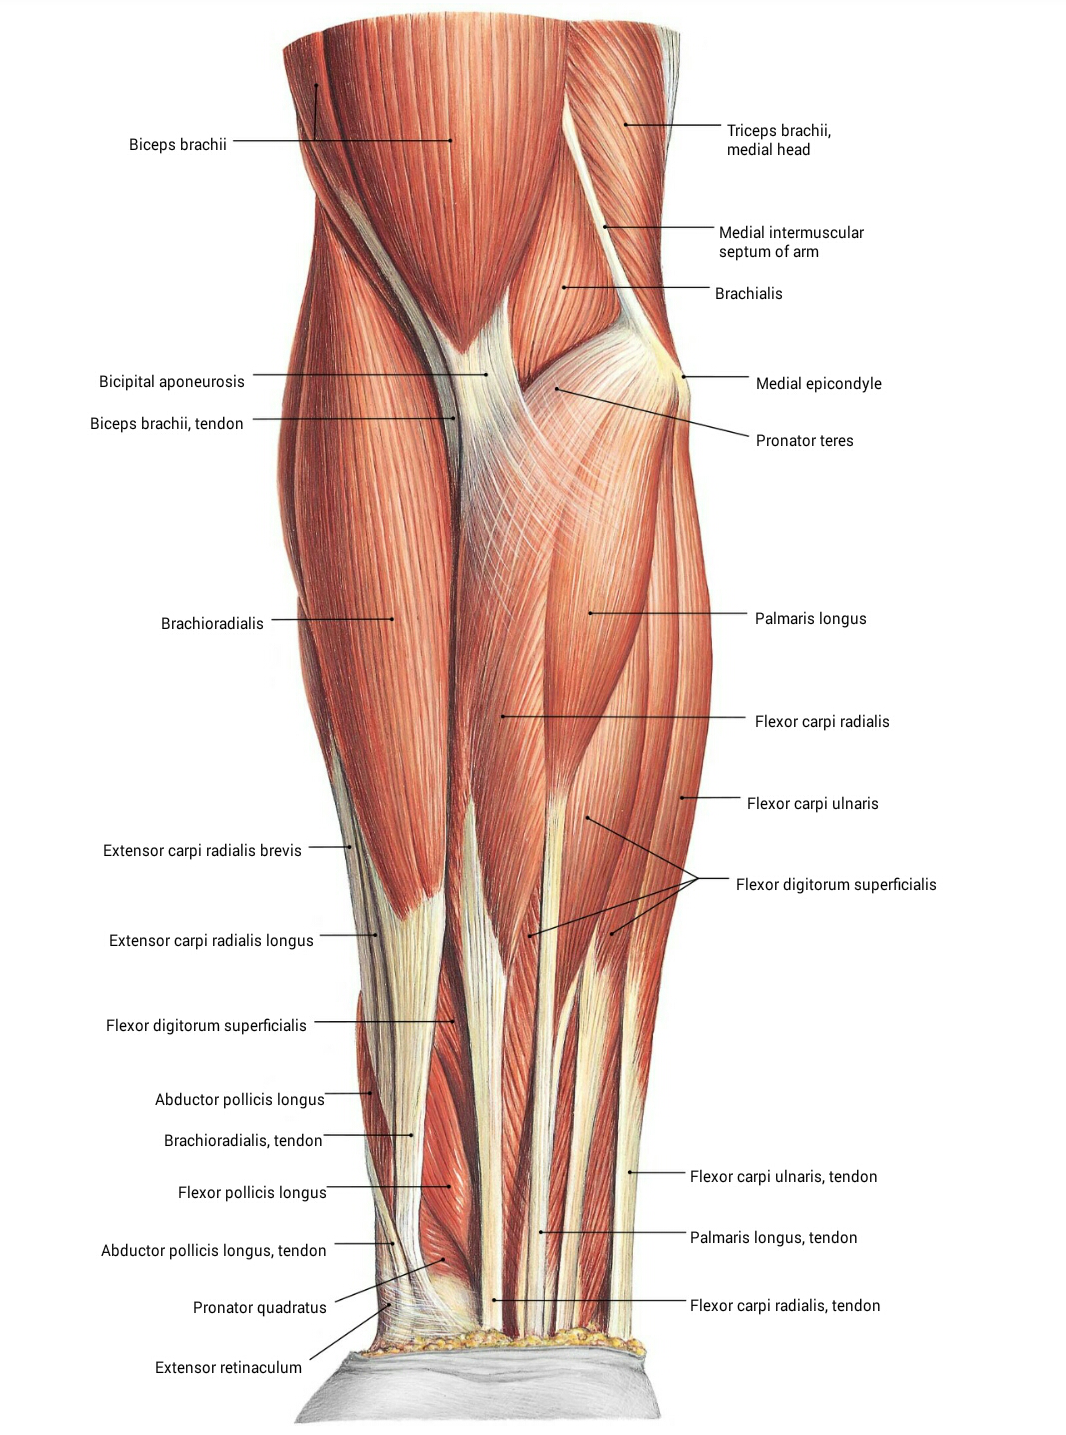 Biceps brachii
Bicipital aponeurosis
Biceps brachii, tendon
Brachioradialis
Extensor carpi radialis brevis
Extensor carpi radialis longus
Flexor digitorum superficialis
Abductor pollicis longus
Brachioradialis, tendon
Flexor pollicis longus
Abductor pollicis longus, tendon
Pronator quadratus
Extensor retinaculum
Triceps brachii,
medial head
Medial intermuscular
septum of arm
Brachialis
Medial epicondyle
Pronator teres
Palmaris longus
Flexor carpi radialis
Flexor carpi ulnaris
Flexor digitorum superficialis
Flexor carpi ulnaris, tendon
Palmaris longus, tendon
Flexor carpi radialis, tendon